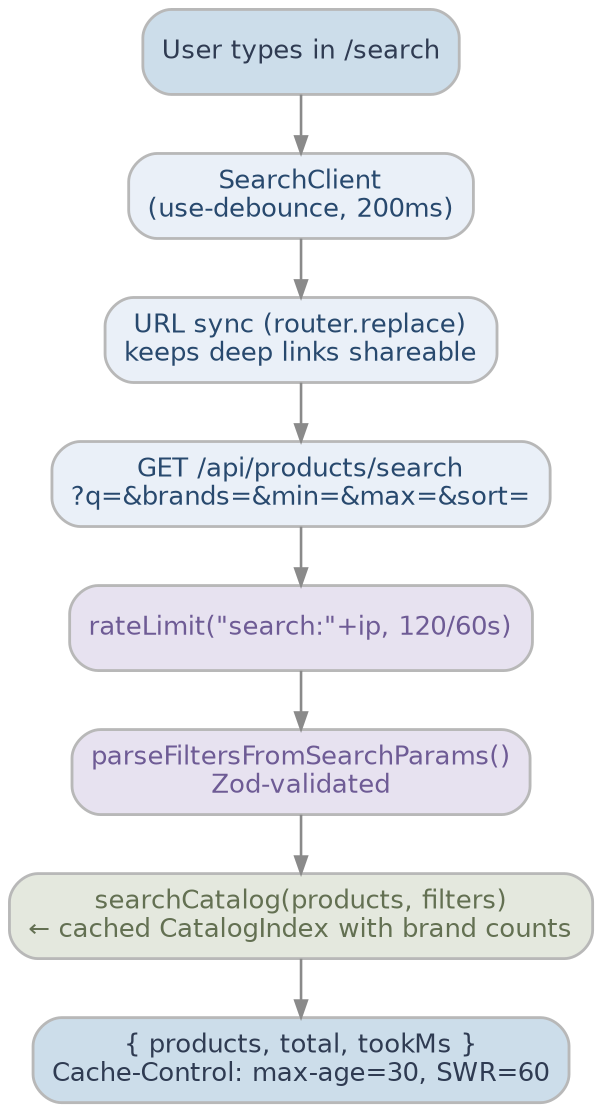 User types in /search
SearchClient
(use-debounce, 200ms)
URL sync (router.replace)
keeps deep links shareable
GET /api/products/search
?q=&brands=&min=&max=&sort=
rateLimit("search:"+ip, 120/60s)
parseFiltersFromSearchParams()
Zod-validated
searchCatalog(products, filters)
← cached CatalogIndex with brand counts
{ products, total, tookMs }
Cache-Control: max-age=30, SWR=60